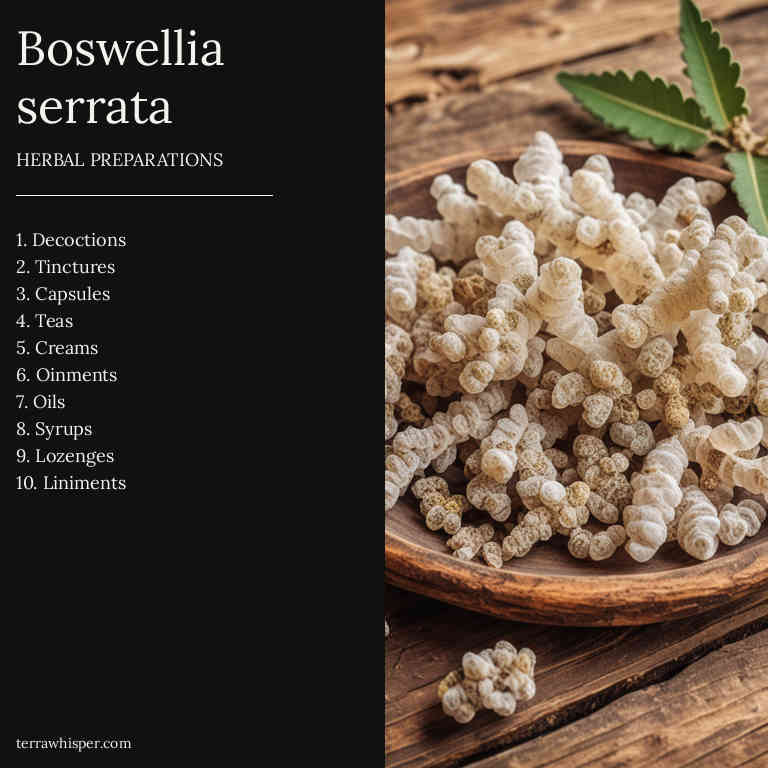 Boswellia
serrata
HERBAL PREPARATIONS
1. Decoctions
2. Tinctures
3. Capsules
4. Teas
5. Creams
6. Oinments
7. Oils
8. Syrups
9. Lozenges
10. Liniments
terrawhisper.com